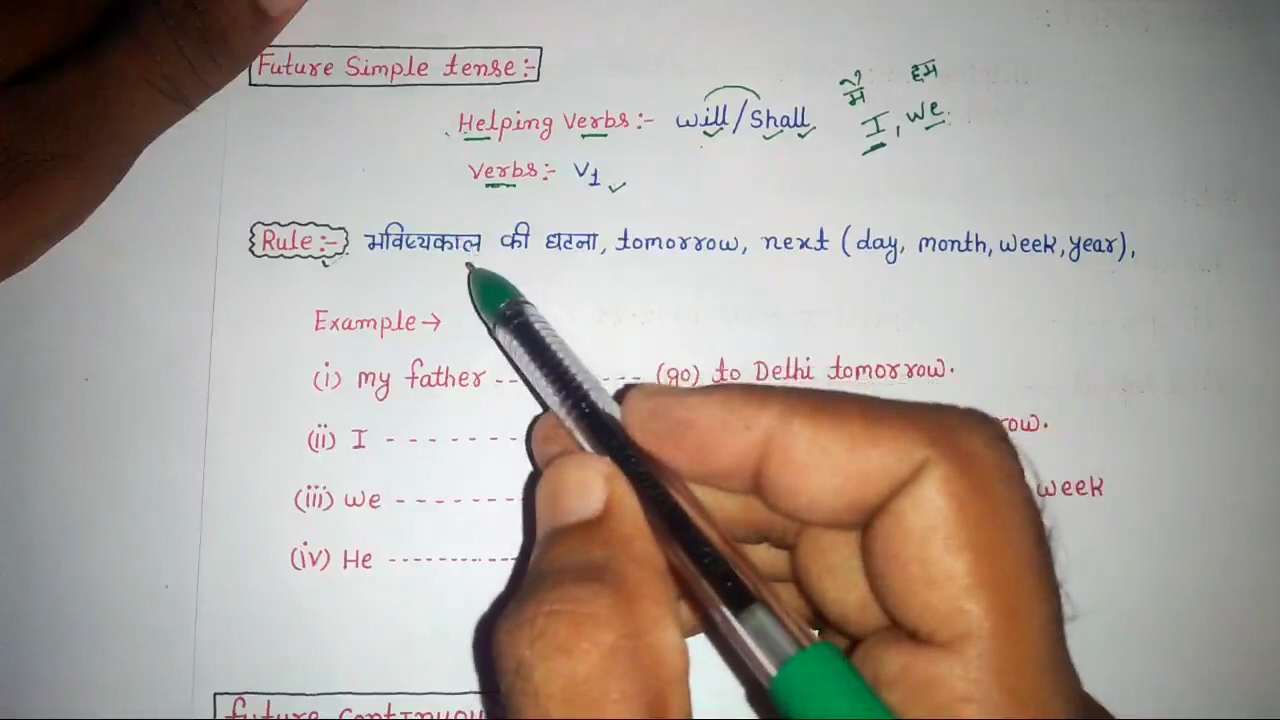 Future Simple tense:-
मै हम
Helping Verbs:- will/Shall I, we
Verbs:- V1
Rule:- भविष्यकाल की घटना, tomorrow, next (day, month, week, year),
Example→
(i) my father ------ (go) to Delhi tomorrow.
(ii) I ------- row.
(iii) we ------- week
(iv) He -----------
future